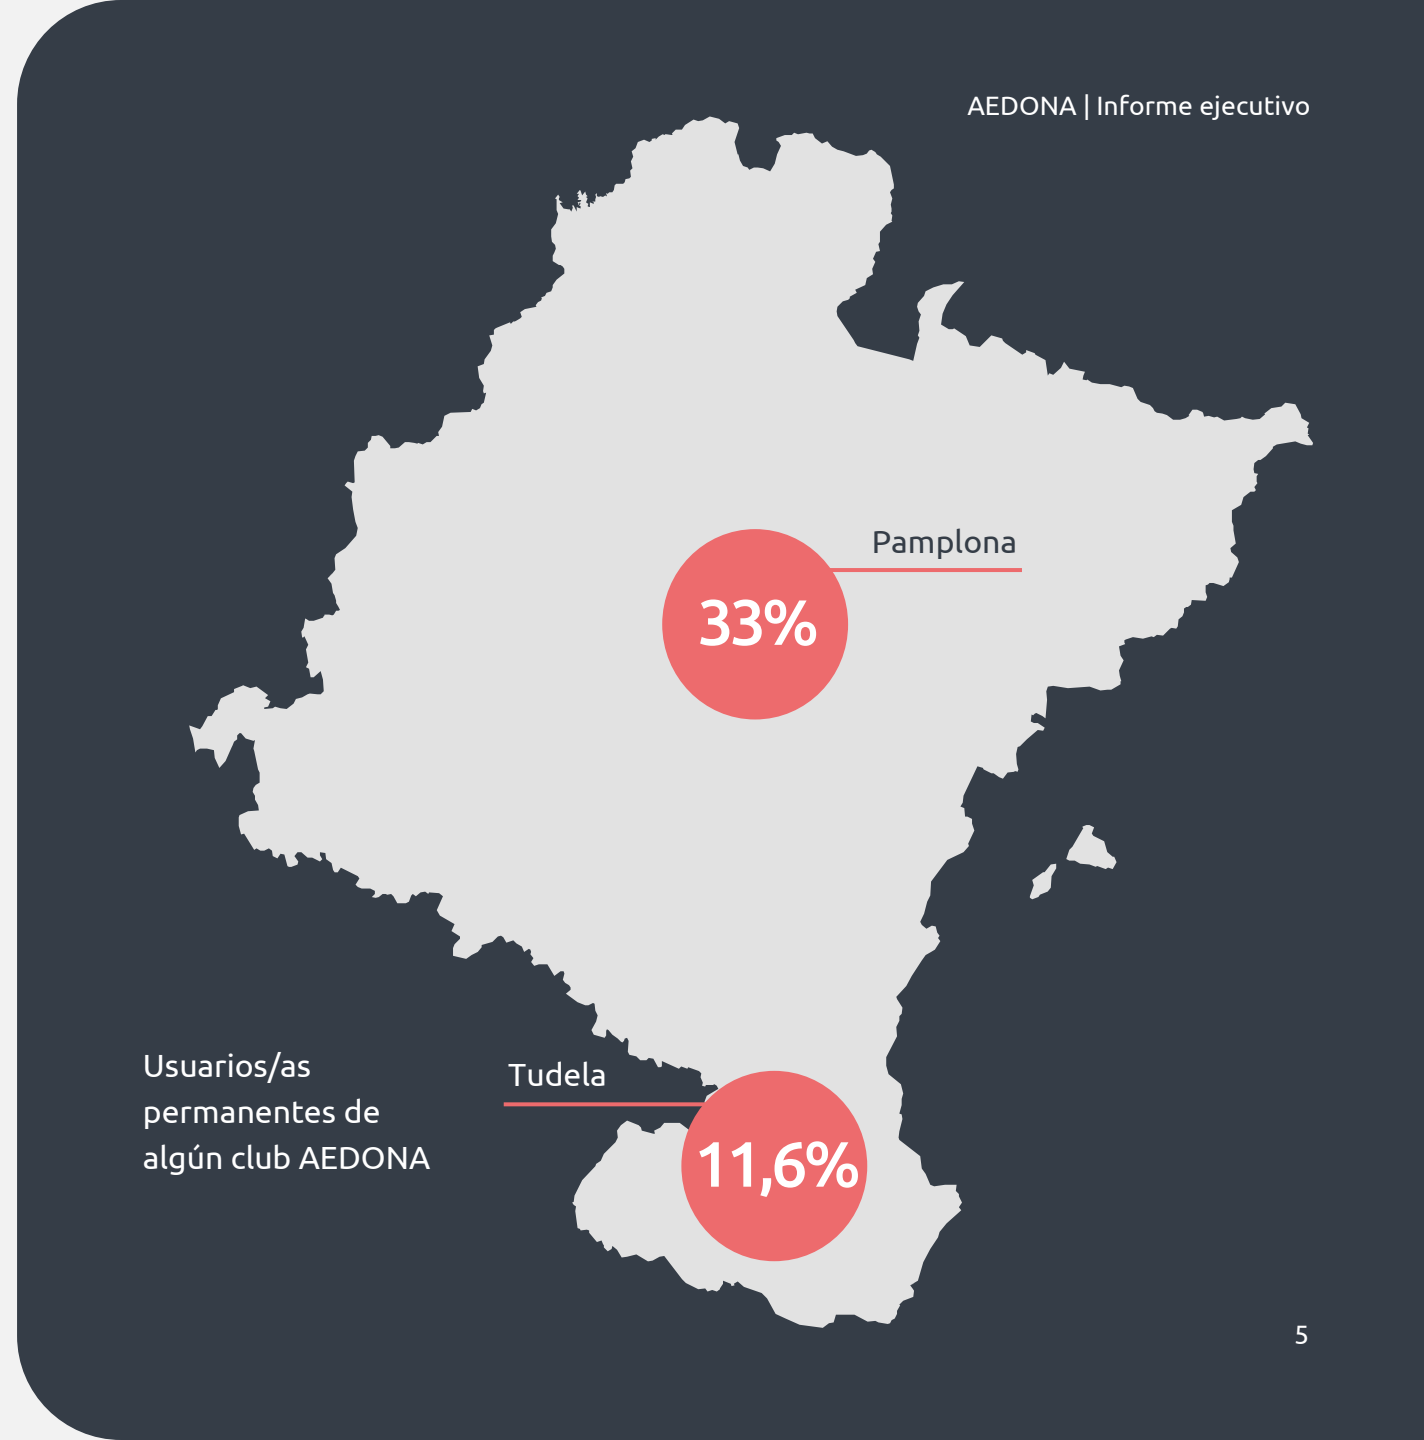 AEDONA | Informe ejecutivo
Pamplona
33%
Usuarios/as
permanentes de
algún club AEDONA
Tudela
11,6%
5